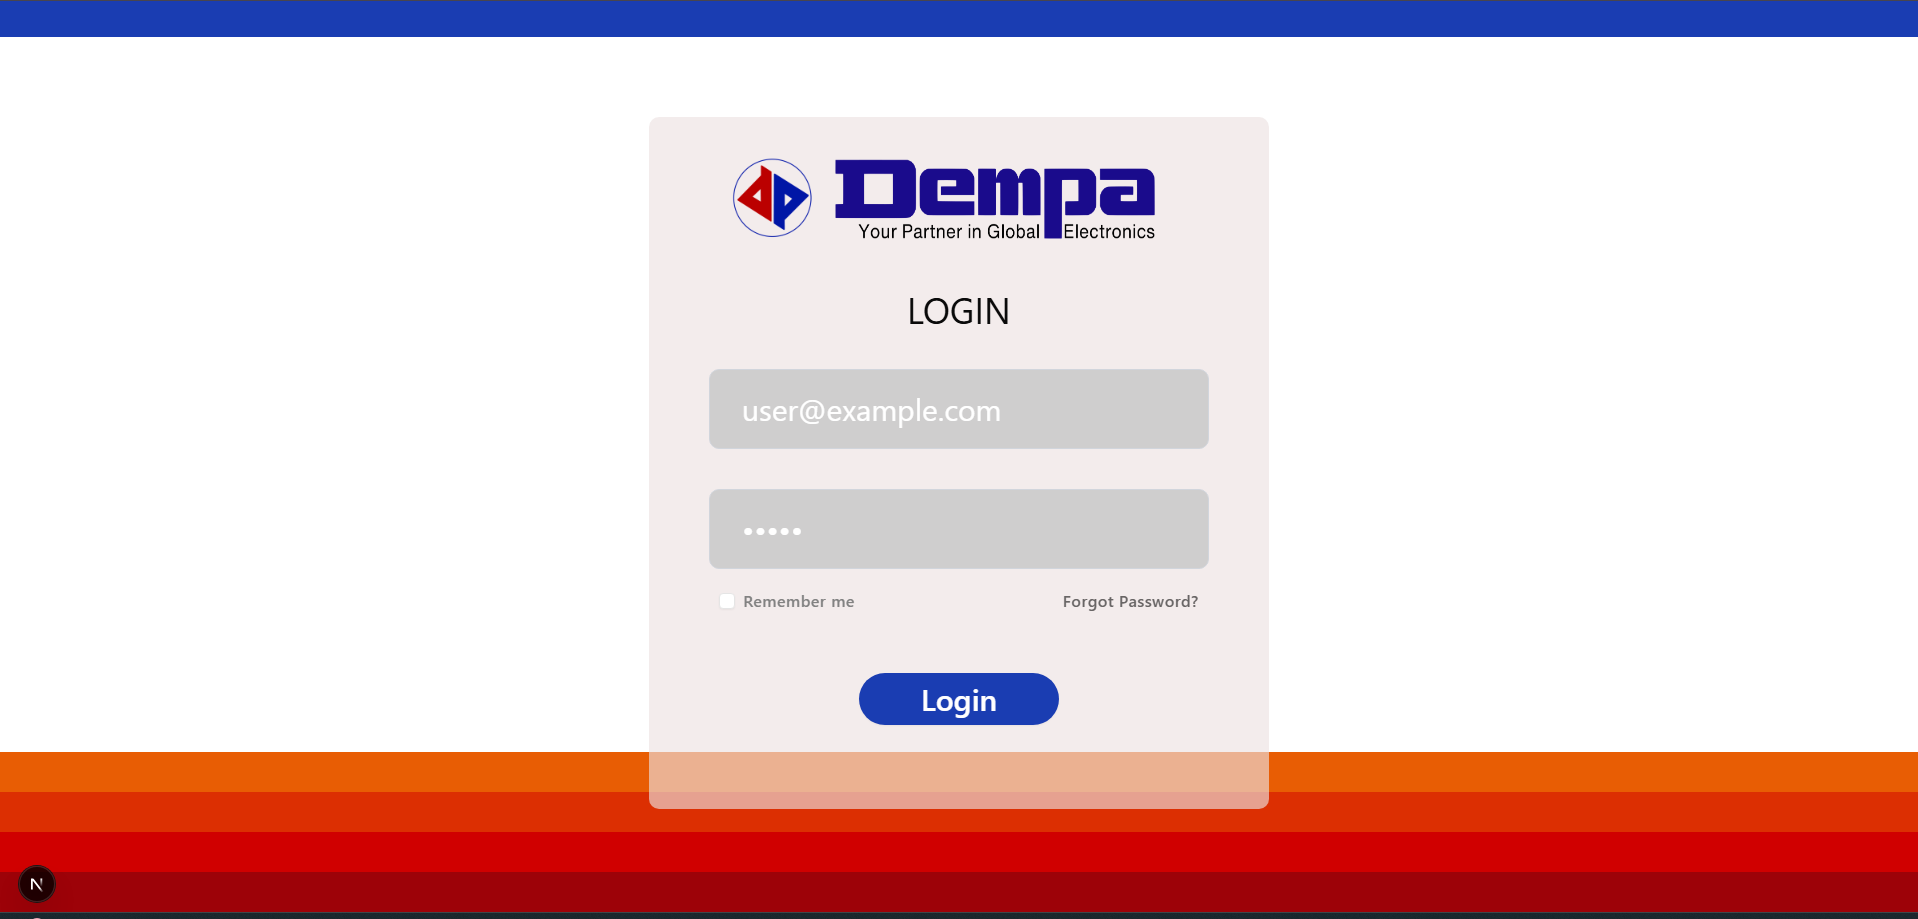 Dempa
Your Partner in Global Electronics
LOGIN
user@example.com
•••••
Remember me
Forgot Password?
Login
N